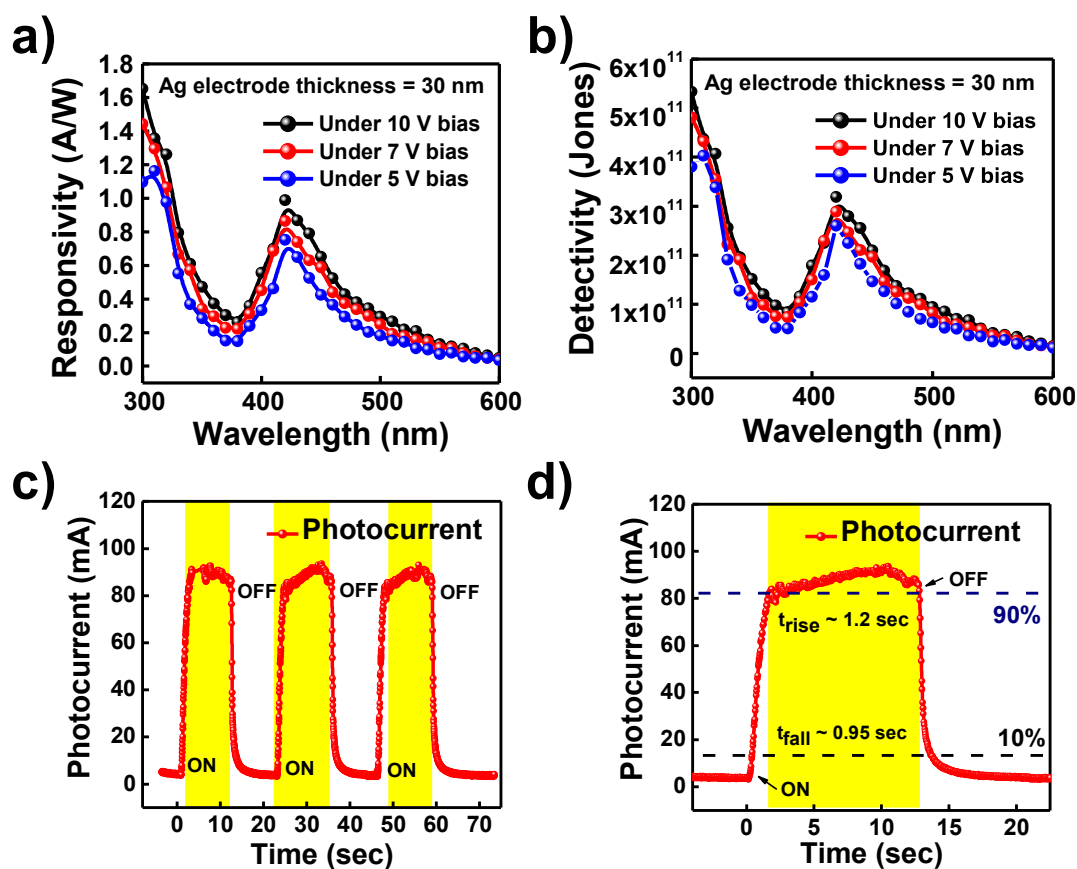 a)
Responsivity (A/W)
1.8
1.6
1.4
1.2
1.0
0.8
0.6
0.4
0.2
0.0
Ag electrode thickness = 30 nm
Under 10 V bias
Under 7 V bias
Under 5 V bias
300 400 500 600
Wavelength (nm)
b)
Detectivity (Jones)
6x10¹¹
5x10¹¹
4x10¹¹
3x10¹¹
2x10¹¹
1x10¹¹
0
Ag electrode thickness = 30 nm
Under 10 V bias
Under 7 V bias
Under 5 V bias
300 400 500 600
Wavelength (nm)
c)
Photocurrent (mA)
120
100
80
60
40
20
0
Photocurrent
OFF OFF OFF
ON ON ON
0 10 20 30 40 50 60 70
Time (sec)
d)
Photocurrent (mA)
120
100
80
60
40
20
0
Photocurrent
OFF
90%
t_rise ~ 1.2 sec
t_fall ~ 0.95 sec
10%
ON
0 5 10 15 20
Time (sec)